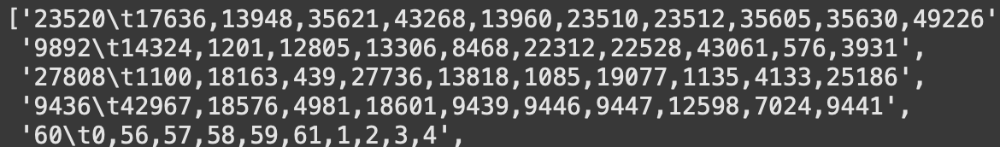 ['23520\t17636,13948,35621,43268,13960,23510,23512,35605,35630,49226'
'9892\t14324,1201,12805,13306,8468,22312,22528,43061,576,3931',
'27808\t1100,18163,439,27736,13818,1085,19077,1135,4133,25186',
'9436\t42967,18576,4981,18601,9439,9446,9447,12598,7024,9441',
'60\t0,56,57,58,59,61,1,2,3,4',